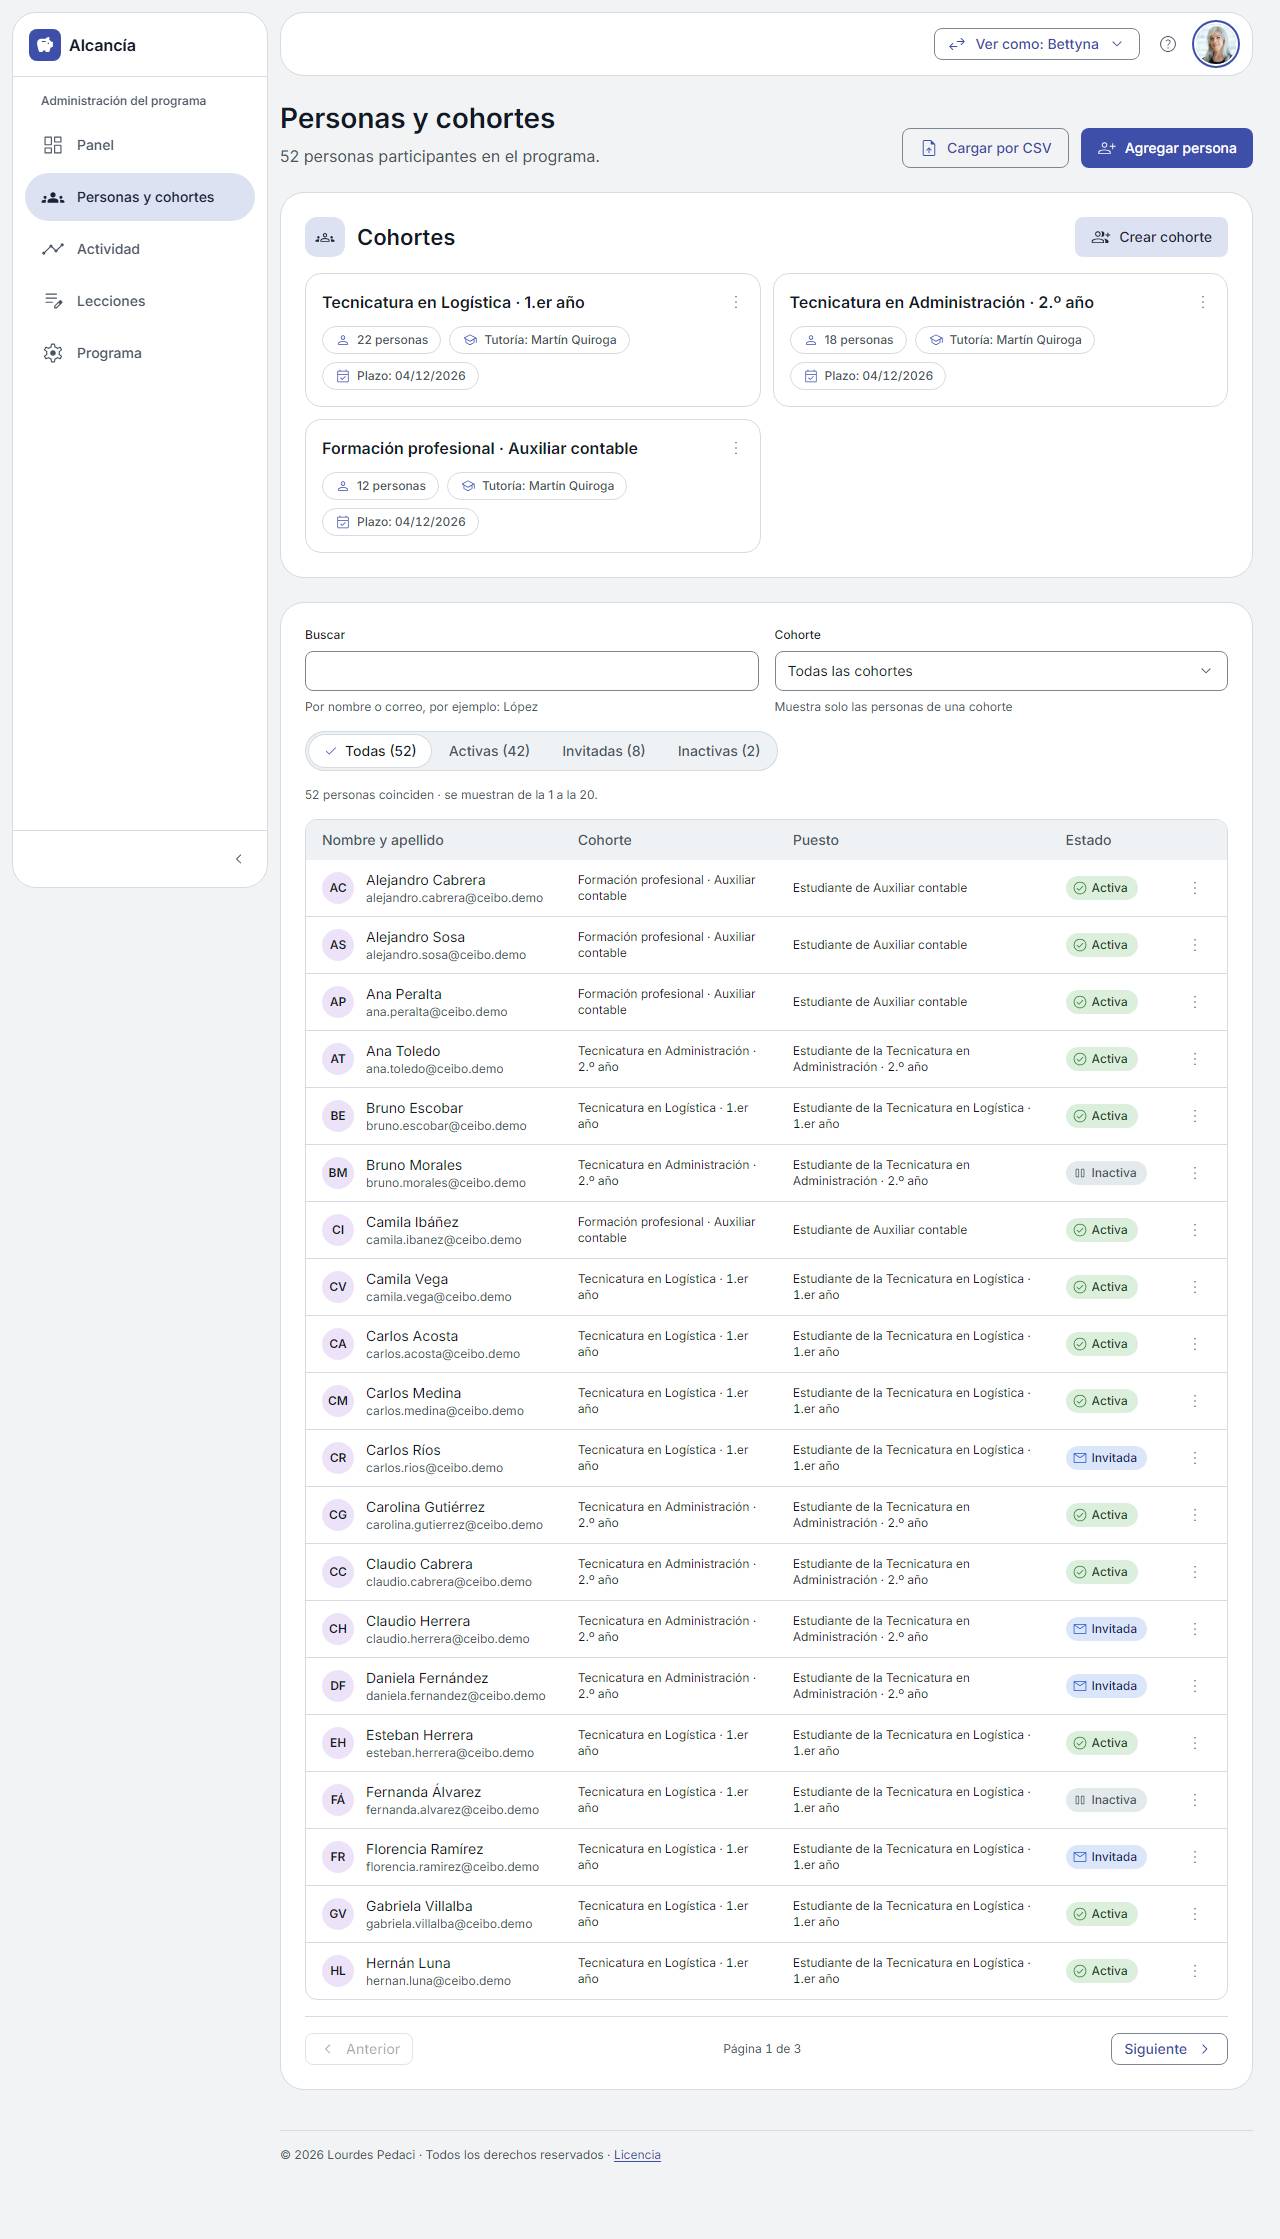 Alcancía
Ver como: Bettyna
Administración del programa
Panel
Personas y cohortes
Actividad
Lecciones
Programa
Personas y cohortes
52 personas participantes en el programa.
Cargar por CSV
Agregar persona
Cohortes
Crear cohorte
Tecnicatura en Logística · 1.er año
22 personas
Tutoría: Martín Quiroga
Plazo: 04/12/2026
Tecnicatura en Administración · 2.º año
18 personas
Tutoría: Martín Quiroga
Plazo: 04/12/2026
Formación profesional · Auxiliar contable
12 personas
Tutoría: Martín Quiroga
Plazo: 04/12/2026
Buscar
Por nombre o correo, por ejemplo: López
Cohorte
Todas las cohortes
Muestra solo las personas de una cohorte
Todas (52)
Activas (42)
Invitadas (8)
Inactivas (2)
52 personas coinciden · se muestran de la 1 a la 20.
Nombre y apellido
Cohorte
Puesto
Estado
AC
Alejandro Cabrera
alejandro.cabrera@ceibo.demo
Formación profesional · Auxiliar
contable
Estudiante de Auxiliar contable
Activa
AS
Alejandro Sosa
alejandro.sosa@ceibo.demo
Formación profesional · Auxiliar
contable
Estudiante de Auxiliar contable
Activa
AP
Ana Peralta
ana.peralta@ceibo.demo
Formación profesional · Auxiliar
contable
Estudiante de Auxiliar contable
Activa
AT
Ana Toledo
ana.toledo@ceibo.demo
Tecnicatura en Administración ·
2.º año
Estudiante de la Tecnicatura en
Administración · 2.º año
Activa
BE
Bruno Escobar
bruno.escobar@ceibo.demo
Tecnicatura en Logística · 1.er
año
Estudiante de la Tecnicatura en Logística ·
1.er año
Activa
BM
Bruno Morales
bruno.morales@ceibo.demo
Tecnicatura en Administración ·
2.º año
Estudiante de la Tecnicatura en
Administración · 2.º año
Inactiva
CI
Camila Ibáñez
camila.ibanez@ceibo.demo
Formación profesional · Auxiliar
contable
Estudiante de Auxiliar contable
Activa
CV
Camila Vega
camila.vega@ceibo.demo
Tecnicatura en Logística · 1.er
año
Estudiante de la Tecnicatura en Logística ·
1.er año
Activa
CA
Carlos Acosta
carlos.acosta@ceibo.demo
Tecnicatura en Logística · 1.er
año
Estudiante de la Tecnicatura en Logística ·
1.er año
Activa
CM
Carlos Medina
carlos.medina@ceibo.demo
Tecnicatura en Logística · 1.er
año
Estudiante de la Tecnicatura en Logística ·
1.er año
Activa
CR
Carlos Ríos
carlos.rios@ceibo.demo
Tecnicatura en Logística · 1.er
año
Estudiante de la Tecnicatura en Logística ·
1.er año
Invitada
CG
Carolina Gutiérrez
carolina.gutierrez@ceibo.demo
Tecnicatura en Administración ·
2.º año
Estudiante de la Tecnicatura en
Administración · 2.º año
Activa
CC
Claudio Cabrera
claudio.cabrera@ceibo.demo
Tecnicatura en Administración ·
2.º año
Estudiante de la Tecnicatura en
Administración · 2.º año
Activa
CH
Claudio Herrera
claudio.herrera@ceibo.demo
Tecnicatura en Administración ·
2.º año
Estudiante de la Tecnicatura en
Administración · 2.º año
Invitada
DF
Daniela Fernández
daniela.fernandez@ceibo.demo
Tecnicatura en Administración ·
2.º año
Estudiante de la Tecnicatura en
Administración · 2.º año
Invitada
EH
Esteban Herrera
esteban.herrera@ceibo.demo
Tecnicatura en Logística · 1.er
año
Estudiante de la Tecnicatura en Logística ·
1.er año
Activa
FÁ
Fernanda Álvarez
fernanda.alvarez@ceibo.demo
Tecnicatura en Logística · 1.er
año
Estudiante de la Tecnicatura en Logística ·
1.er año
Inactiva
FR
Florencia Ramírez
florencia.ramirez@ceibo.demo
Tecnicatura en Logística · 1.er
año
Estudiante de la Tecnicatura en Logística ·
1.er año
Invitada
GV
Gabriela Villalba
gabriela.villalba@ceibo.demo
Tecnicatura en Logística · 1.er
año
Estudiante de la Tecnicatura en Logística ·
1.er año
Activa
HL
Hernán Luna
hernan.luna@ceibo.demo
Tecnicatura en Logística · 1.er
año
Estudiante de la Tecnicatura en Logística ·
1.er año
Activa
Anterior
Página 1 de 3
Siguiente
© 2026 Lourdes Pedaci · Todos los derechos reservados · Licencia